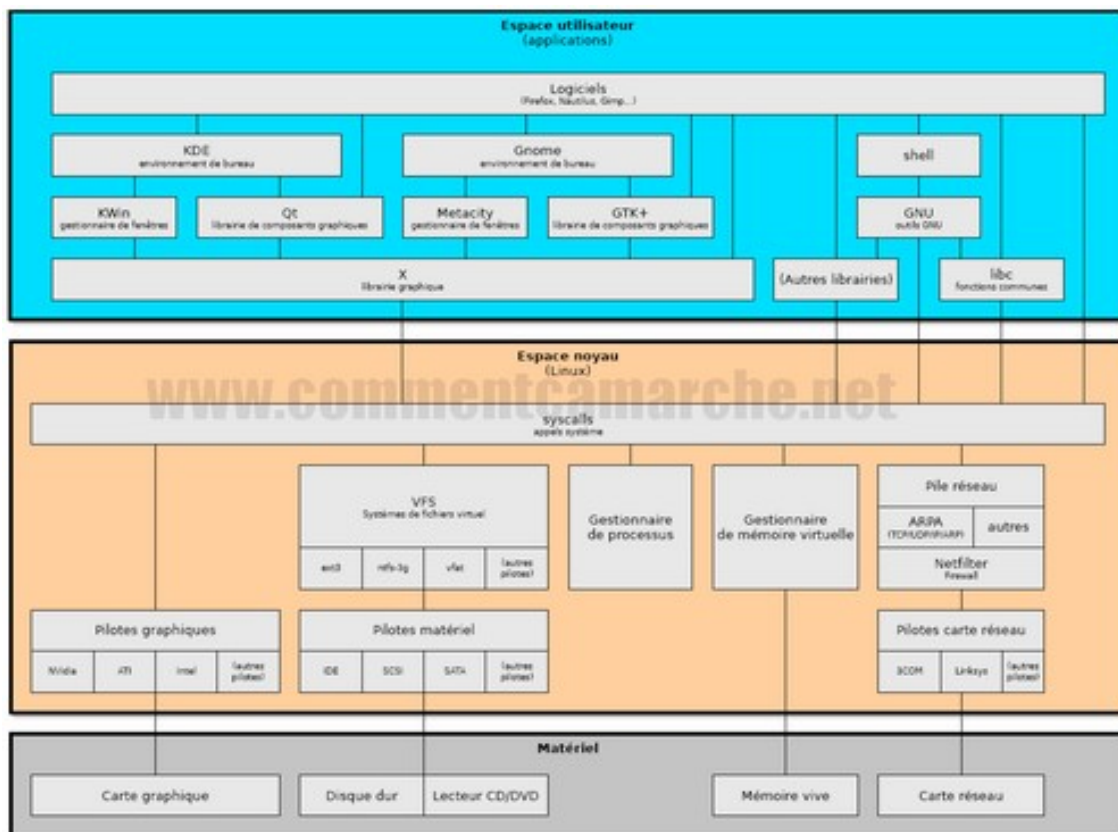 Espace utilisateur
(applications)
Logiciels
(Firefox, Nautilus, Gimp...)
KDE
environnement de bureau
Gnome
environnement de bureau
shell
KWin
gestionnaire de fenêtres
Qt
librairie de composants graphiques
Metacity
gestionnaire de fenêtres
GTK+
librairie de composants graphiques
GNU
outils GNU
X
librairie graphique
(Autres librairies)
libc
fonctions communes
Espace noyau
(Linux)
www.commentcamarche.net
syscalls
appels système
VFS
Systèmes de fichiers virtuel
ext3
ntfs-3g
vfat
(autres
pilotes)
Gestionnaire
de processus
Gestionnaire
de mémoire virtuelle
Pile réseau
ARPA
(TCP/UDP/IP/ARP)
autres
Netfilter
Firewall
Pilotes graphiques
NVidia
ATI
Intel
(autres
pilotes)
Pilotes matériel
IDE
SCSI
SATA
(autres
pilotes)
Pilotes carte réseau
3COM
Linksys
(autres
pilotes)
Matériel
Carte graphique
Disque dur
Lecteur CD/DVD
Mémoire vive
Carte réseau